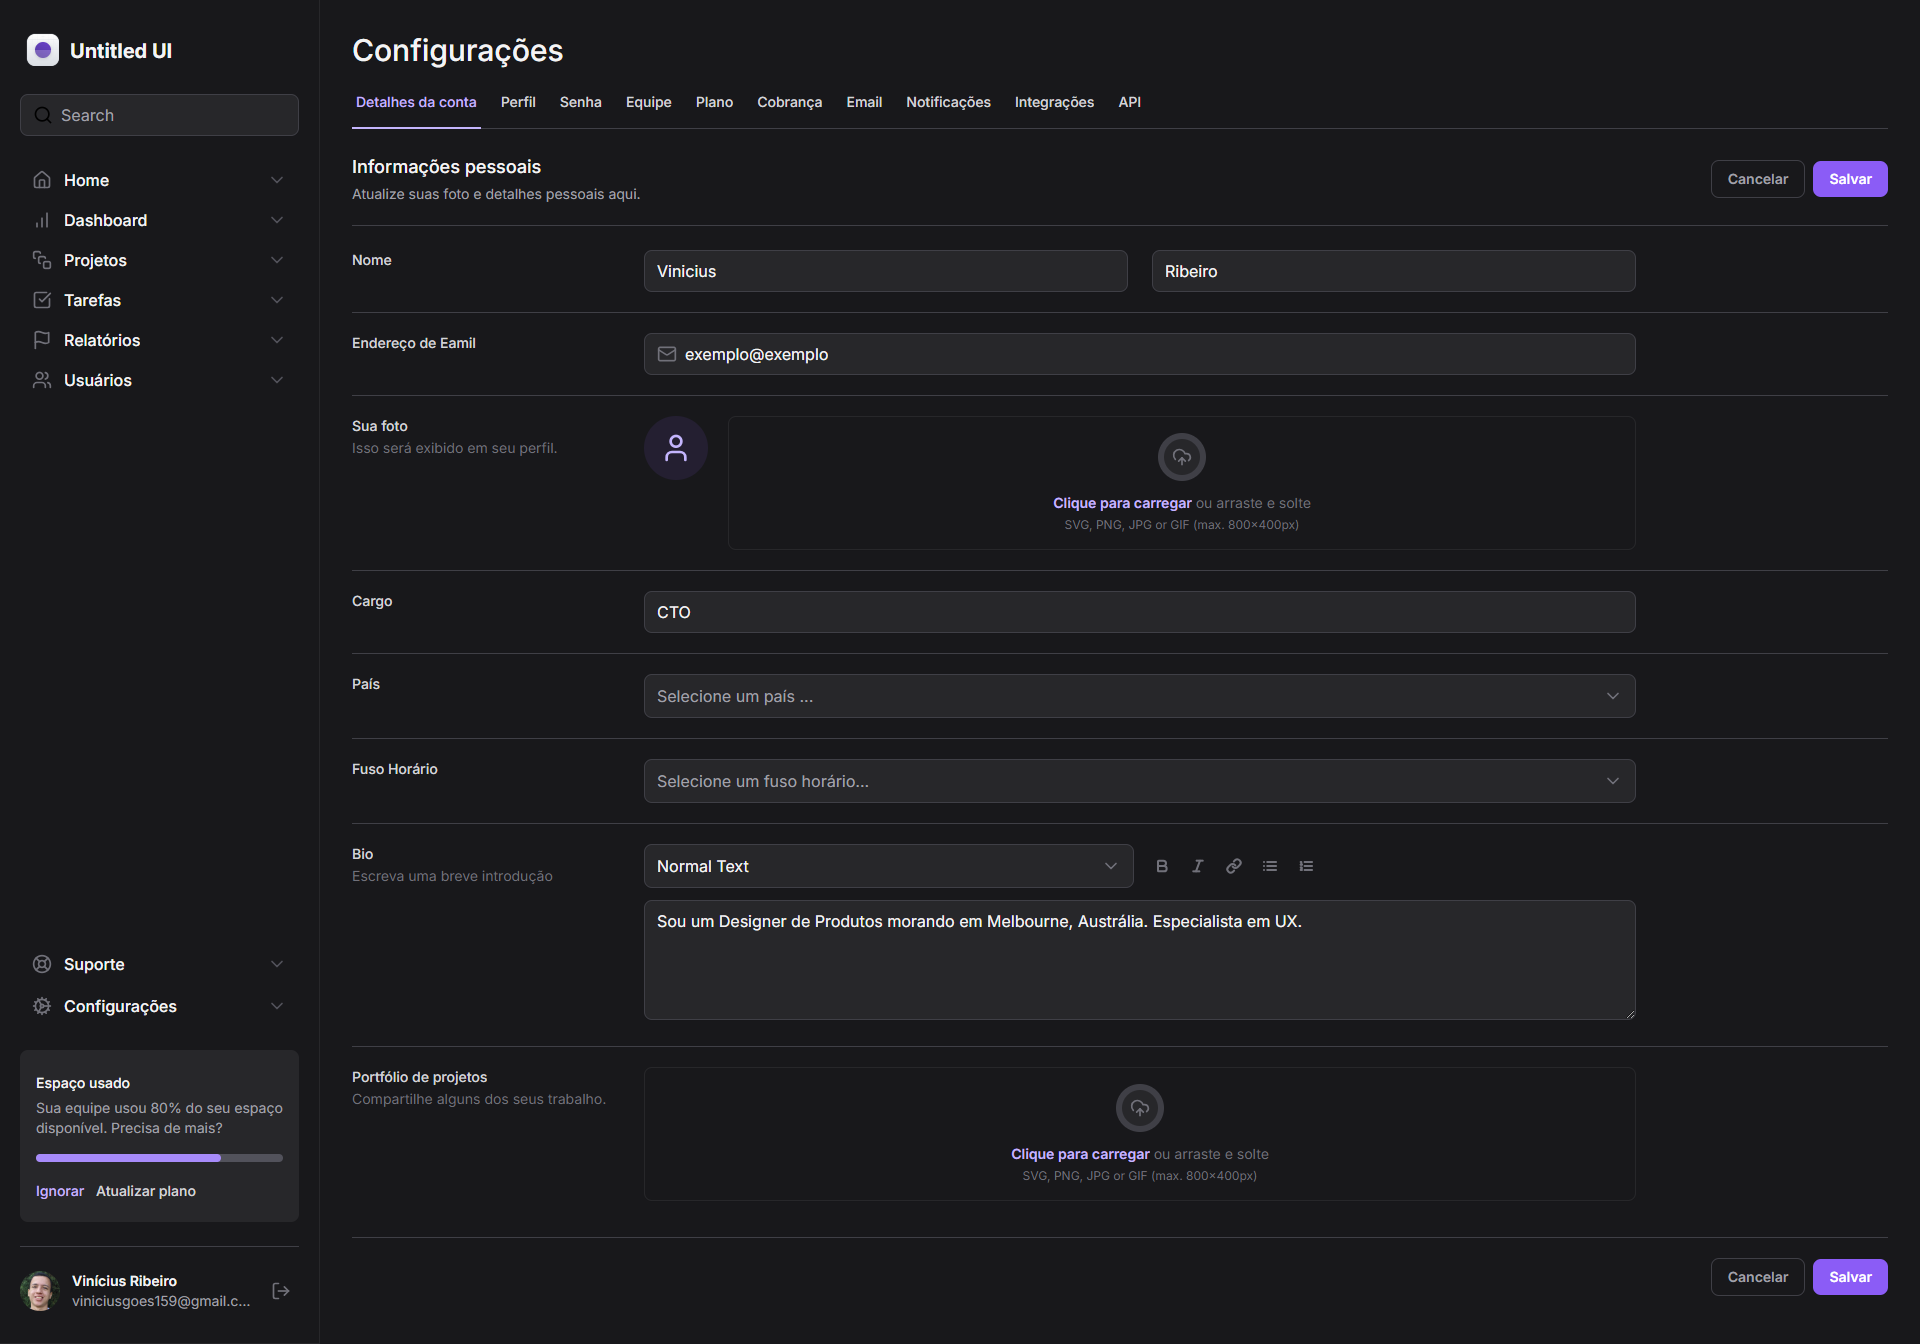 Untitled UI
Search
Home
Dashboard
Projetos
Tarefas
Relatórios
Usuários
Suporte
Configurações
Espaço usado
Sua equipe usou 80% do seu espaço
disponível. Precisa de mais?
Ignorar Atualizar plano
Vinícius Ribeiro
viniciusgoes159@gmail.c...
Configurações
Detalhes da conta Perfil Senha Equipe Plano Cobrança Email Notificações Integrações API
Informações pessoais
Atualize suas foto e detalhes pessoais aqui.
Cancelar Salvar
Nome
Vinicius Ribeiro
Endereço de Eamil
exemplo@exemplo
Sua foto
Isso será exibido em seu perfil.
Clique para carregar ou arraste e solte
SVG, PNG, JPG or GIF (max. 800×400px)
Cargo
CTO
País
Selecione um país ...
Fuso Horário
Selecione um fuso horário...
Bio
Escreva uma breve introdução
Normal Text
Sou um Designer de Produtos morando em Melbourne, Austrália. Especialista em UX.
Portfólio de projetos
Compartilhe alguns dos seus trabalho.
Clique para carregar ou arraste e solte
SVG, PNG, JPG or GIF (max. 800×400px)
Cancelar Salvar